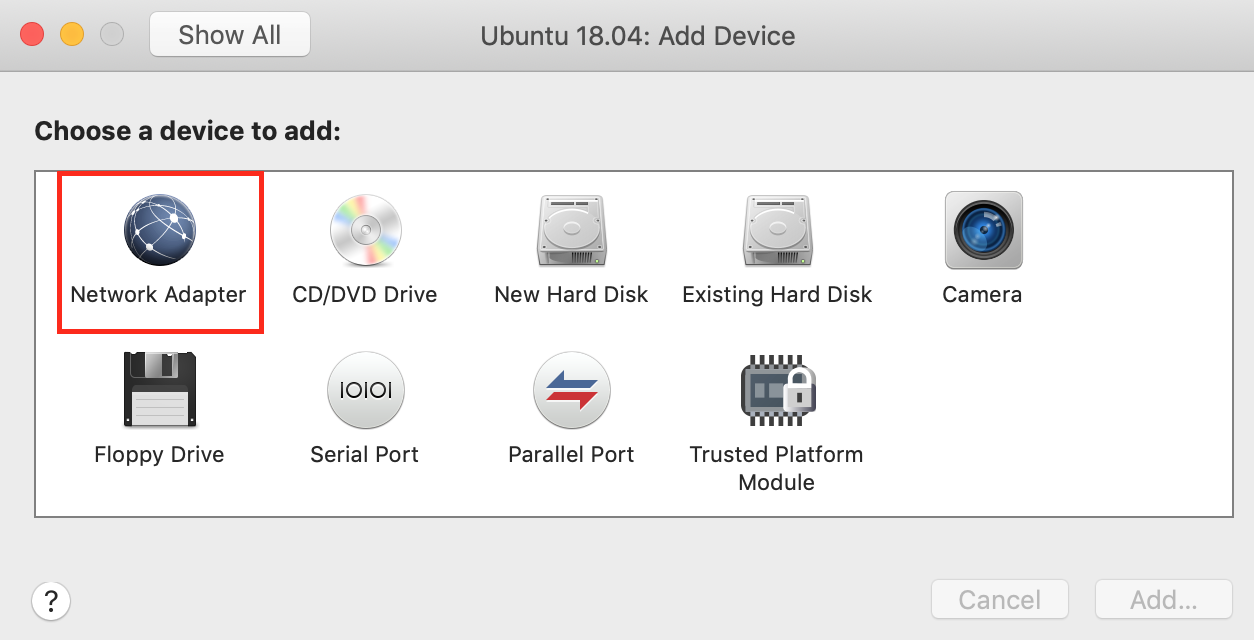 Show All
Ubuntu 18.04: Add Device
Choose a device to add:
Network Adapter
CD/DVD Drive
New Hard Disk
Existing Hard Disk
Camera
Floppy Drive
IOIOI
Serial Port
Parallel Port
Trusted Platform
Module
?
Cancel
Add...